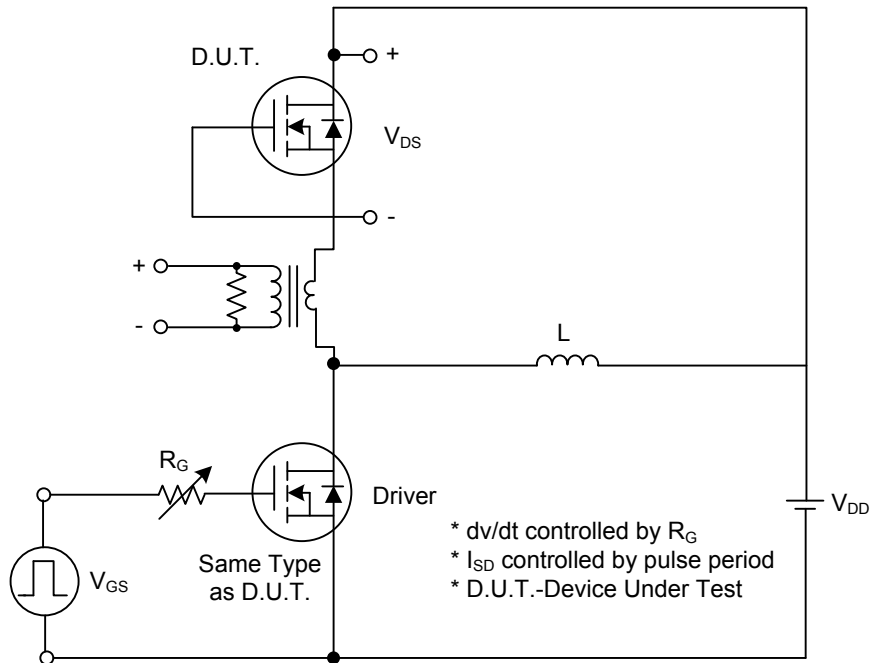 D.U.T.
+
V_DS
-
+
-
L
R_G
Driver
V_DD
V_GS
Same Type
as D.U.T.
* dv/dt controlled by R_G
* I_SD controlled by pulse period
* D.U.T.-Device Under Test